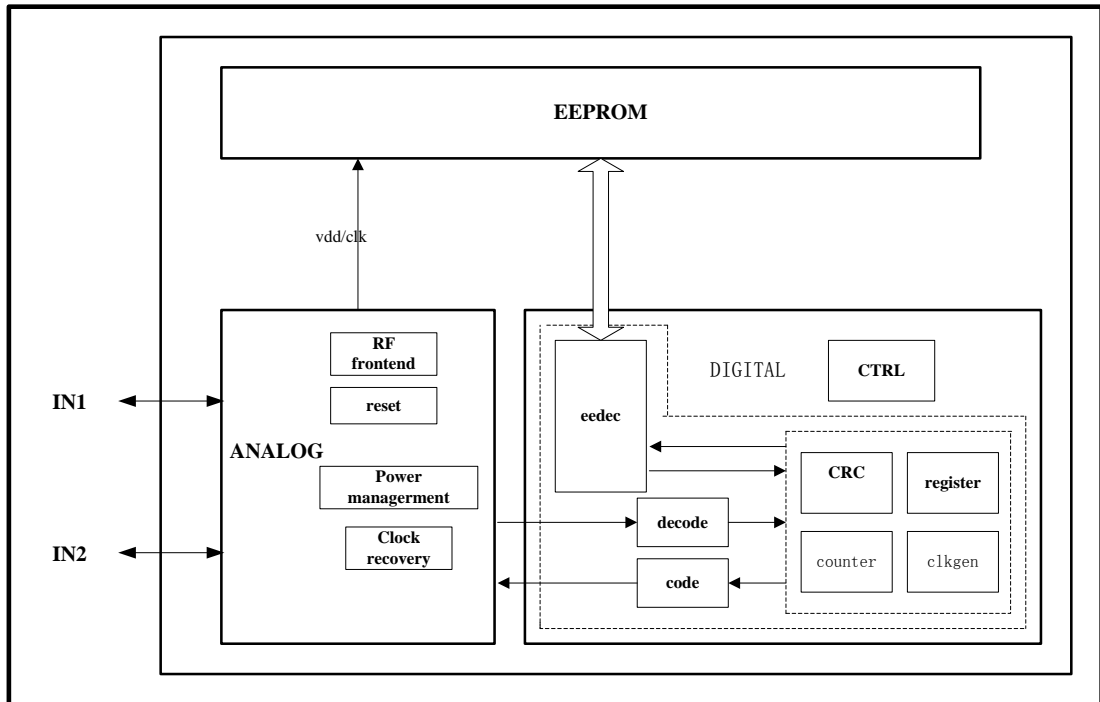 EEPROM
vdd/clk
RF
frontend
reset
IN1
ANALOG
Power
managerment
Clock
recovery
IN2
DIGITAL
CTRL
eedec
CRC
register
decode
counter
clkgen
code